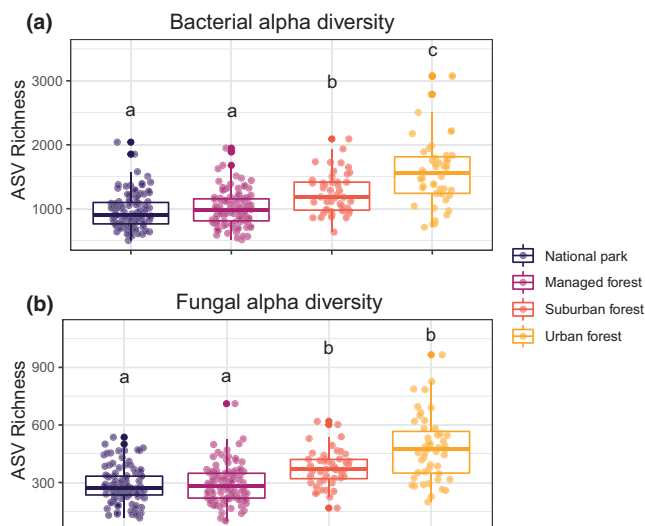 (a) Bacterial alpha diversity
c
b
a a
3000
2000
1000
ASV Richness
National park
Managed forest
Suburban forest
Urban forest
(b) Fungal alpha diversity
b b
a a
900
600
300
ASV Richness